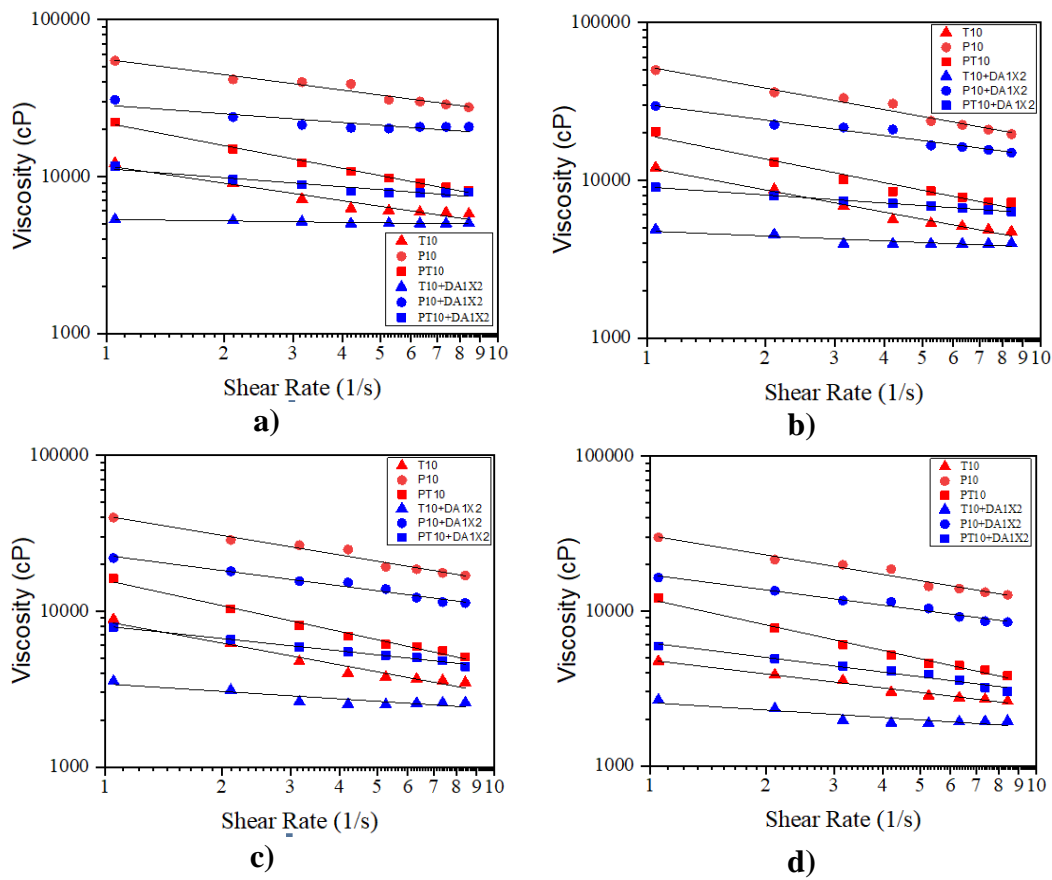 100000
10000
1000
Viscosity (cP)
T10
P10
PT10
T10+DA1X2
P10+DA1X2
PT10+DA1X2
1 2 3 4 5 6 7 8 9 10
Shear Rate (1/s)
a)
100000
10000
1000
Viscosity (cP)
T10
P10
PT10
T10+DA1X2
P10+DA1X2
PT10+DA1X2
1 2 3 4 5 6 7 8 9 10
Shear Rate (1/s)
b)
100000
10000
1000
Viscosity (cP)
T10
P10
PT10
T10+DA1X2
P10+DA1X2
PT10+DA1X2
1 2 3 4 5 6 7 8 9 10
Shear Rate (1/s)
c)
100000
10000
1000
Viscosity (cP)
T10
P10
PT10
T10+DA1X2
P10+DA1X2
PT10+DA1X2
1 2 3 4 5 6 7 8 9 10
Shear Rate (1/s)
d)